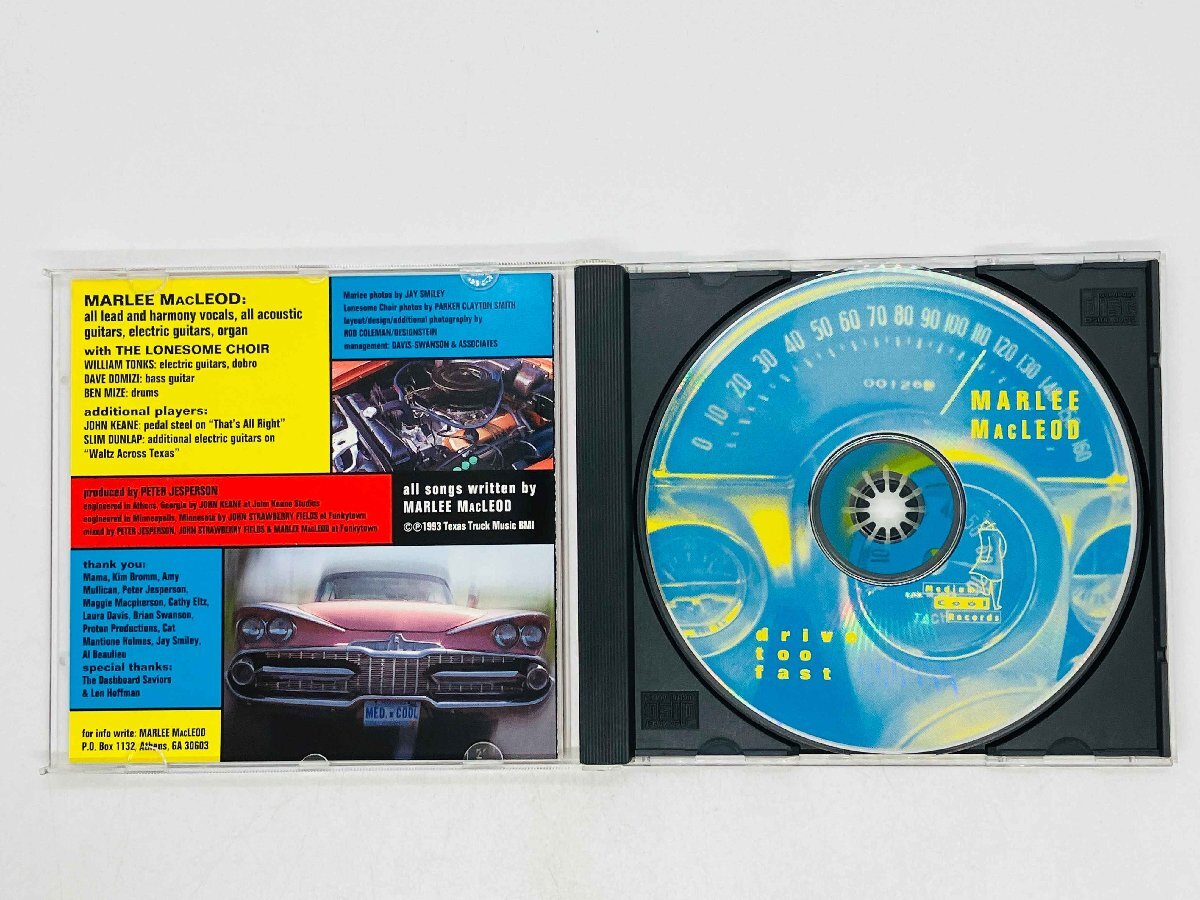 MARLEE MACLEOD:
all lead and harmony vocals, all acoustic
guitars, electric guitars, organ
with THE LONESOME CHOIR
WILLIAM TONKS: electric guitars, dobro
DAVE DOMIZI: bass guitar
BEN MIZE: drums
additional players:
JOHN KEANE: pedal steel on "That's All Right"
SLIM DUNLAP: additional electric guitars on
"Waltz Across Texas"
Marlee photos by JAY SMILEY
Lonesome Choir photos by PARKER CLAYTON SMITH
layout/design/additional photography by
ROD COLEMAN/DESIGNSTEIN
management: DAVIS-SWANSON & ASSOCIATES
produced by PETER JESPERSON
engineered in Athens, Georgia by JOHN KEANE at John Keane Studios
engineered in Minneapolis, Minnesota by JOHN STRAWBERRY FIELDS at Funkytown
mixed by PETER JESPERSON, JOHN STRAWBERRY FIELDS & MARLEE MACLEOD at Funkytown
all songs written by
MARLEE MACLEOD
©℗1993 Texas Truck Music BMI
thank you:
Mama, Kim Bromm, Amy
Mullican, Peter Jesperson,
Maggie Macpherson, Cathy Eltz,
Laura Davis, Brian Swanson,
Proton Productions, Cat
Mantione Holmes, Jay Smiley,
Al Beaulieu
special thanks:
The Dashboard Saviors
& Len Hoffman
for info write: MARLEE MACLEOD
P.O. Box 1132, Athens, GA 30603
MED. COOL
0 10 20 30 40 50 60 70 80 90 100 110 120 130
MARLEE
MACLEOD
Medium
Cool
Records
TACH
drive
too
fast